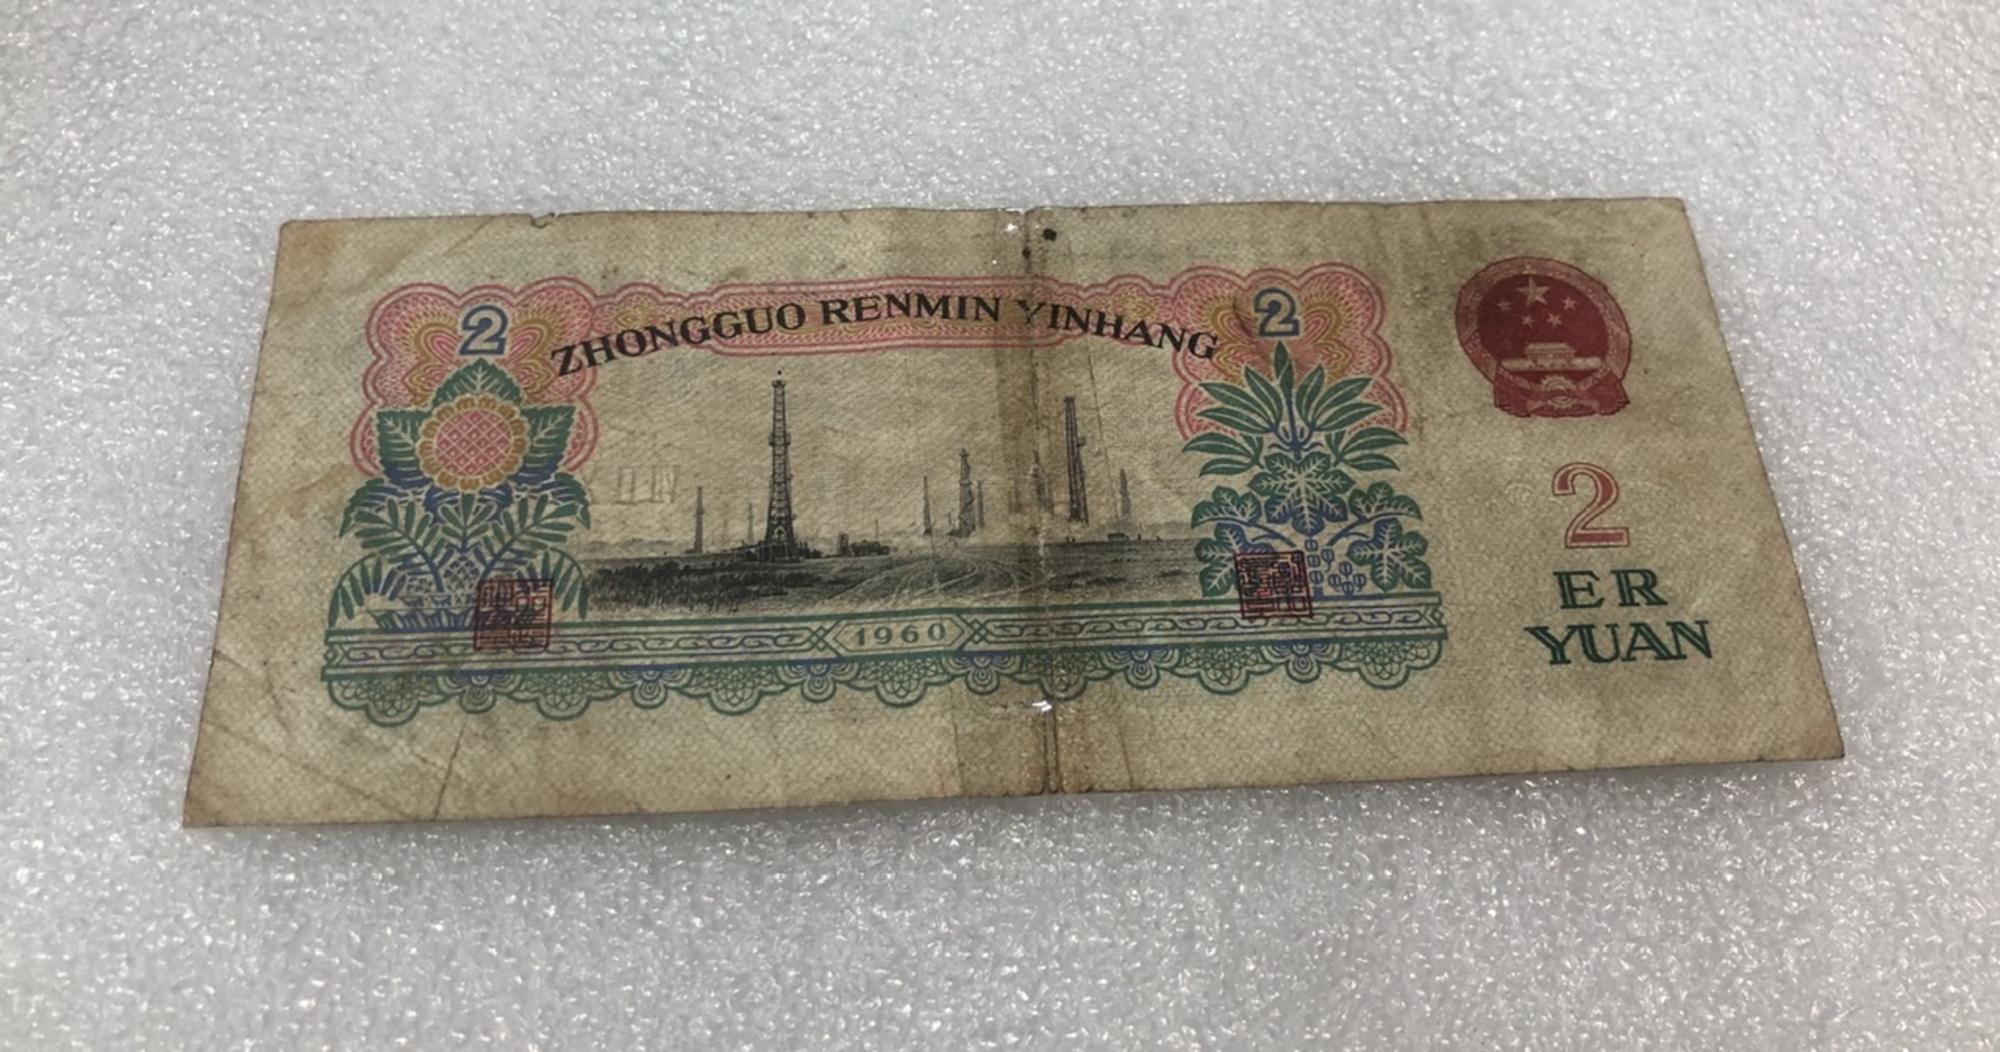 2
ZHONGGUO RENMIN YINHANG
2
2
ER
YUAN
1960